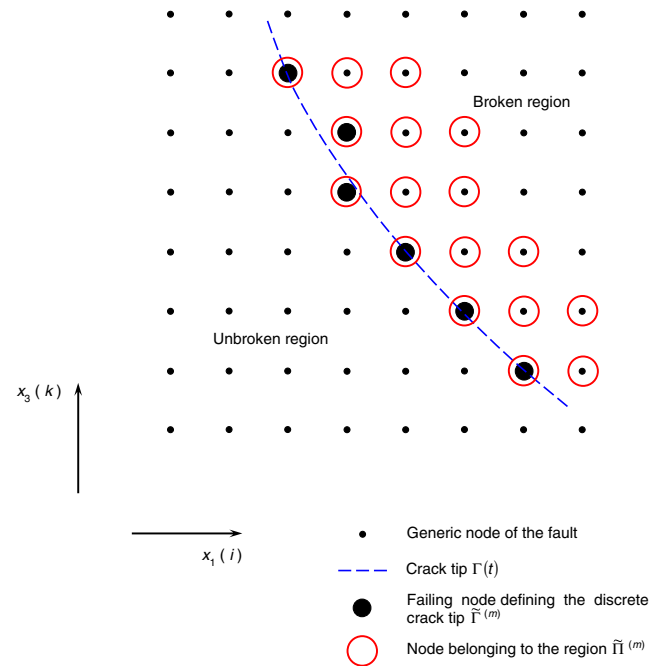 Broken region
Unbroken region
x₃ (k)
x₁ (i)
Generic node of the fault
Crack tip Γ(t)
Failing node defining the discrete
crack tip Γ̃⁽ᵐ⁾
Node belonging to the region Π̃⁽ᵐ⁾